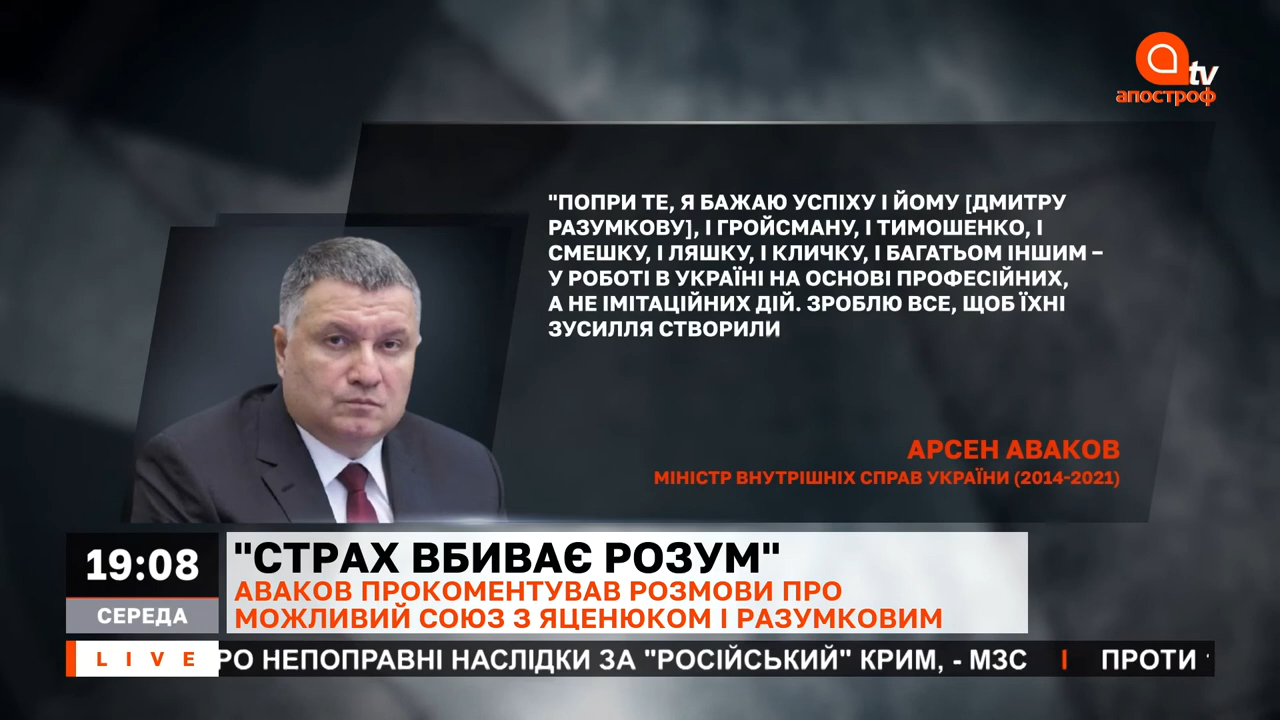 tv
апостроф
"ПОПРИ ТЕ, Я БАЖАЮ УСПІХУ І ЙОМУ [ДМИТРУ
РАЗУМКОВУ], І ГРОЙСМАНУ, І ТИМОШЕНКО, І
СМЕШКУ, І ЛЯШКУ, І КЛИЧКУ, І БАГАТЬОМ ІНШИМ –
У РОБОТІ В УКРАЇНІ НА ОСНОВІ ПРОФЕСІЙНИХ,
А НЕ ІМІТАЦІЙНИХ ДІЙ. ЗРОБЛЮ ВСЕ, ЩОБ ЇХНІ
ЗУСИЛЛЯ СТВОРИЛИ
АРСЕН АВАКОВ
МІНІСТР ВНУТРІШНІХ СПРАВ УКРАЇНИ (2014-2021)
19:08
СЕРЕДА
"СТРАХ ВБИВАЄ РОЗУМ"
АВАКОВ ПРОКОМЕНТУВАВ РОЗМОВИ ПРО
МОЖЛИВИЙ СОЮЗ З ЯЦЕНЮКОМ І РАЗУМКОВИМ
LIVE
РО НЕПОПРАВНІ НАСЛІДКИ ЗА "РОСІЙСЬКИЙ" КРИМ, - МЗС | ПРОТИ